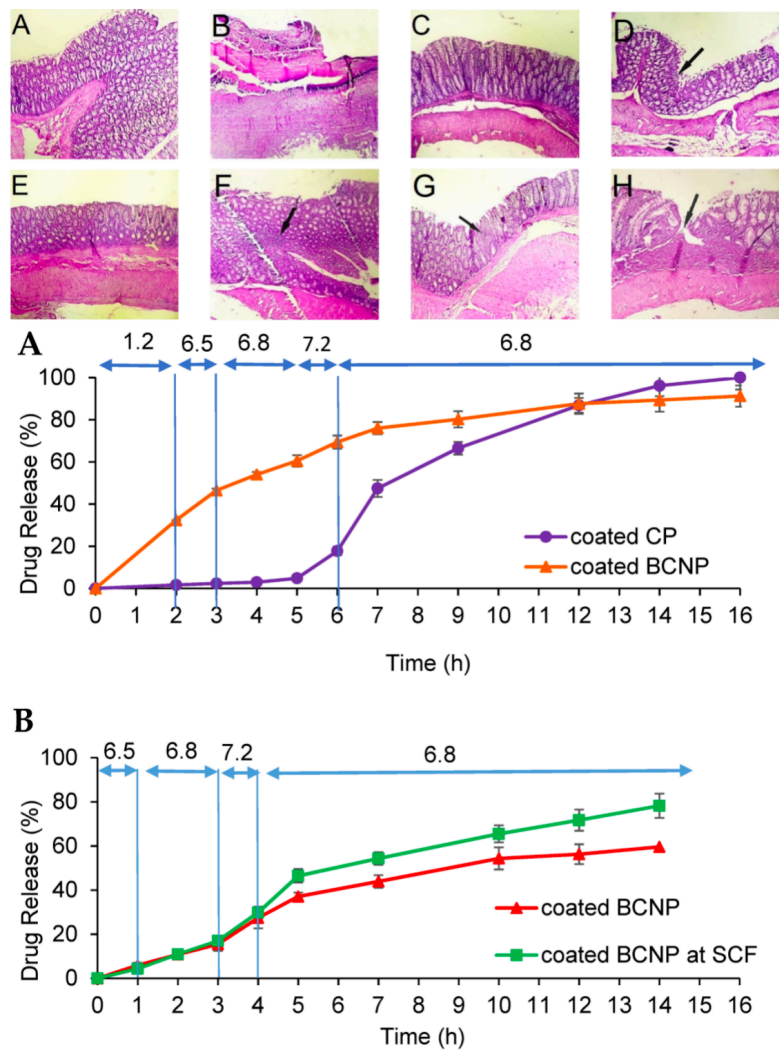 A B C D
E F G H
A
1.2 6.5 6.8 7.2 6.8
Drug Release (%)
100
80
60
40
20
0
coated CP
coated BCNP
0 1 2 3 4 5 6 7 8 9 10 11 12 13 14 15 16
Time (h)
B
6.5 6.8 7.2 6.8
Drug Release (%)
100
80
60
40
20
0
coated BCNP
coated BCNP at SCF
0 1 2 3 4 5 6 7 8 9 10 11 12 13 14 15 16
Time (h)